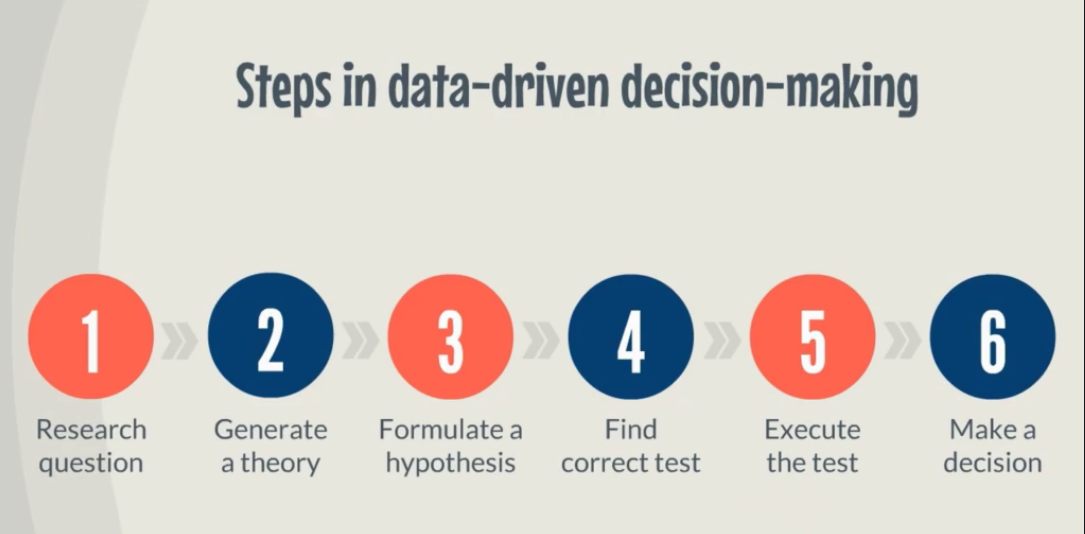 Steps in data-driven decision-making
1
2
3
4
5
6
Research
question
Generate
a theory
Formulate a
hypothesis
Find
correct test
Execute
the test
Make a
decision